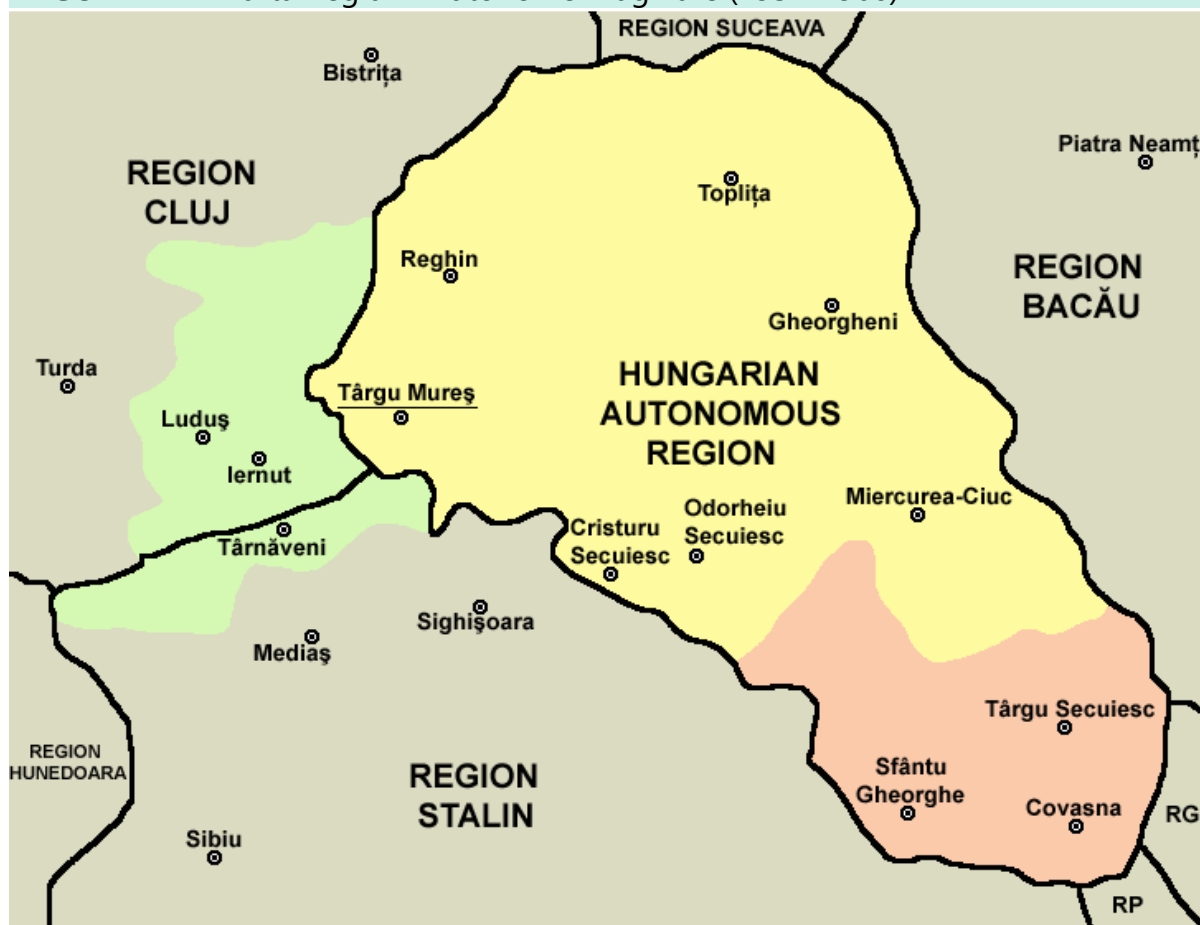 REGION SUCEAVA
Bistrița
Piatra Neamț
REGION
CLUJ
Toplița
Reghin
REGION
BACĂU
Gheorgheni
Turda
Târgu Mureş
HUNGARIAN
AUTONOMOUS
REGION
Luduş
Iernut
Miercurea-Ciuc
Odorheiu
Secuiesc
Cristuru
Secuiesc
Târnăveni
Sighişoara
Mediaş
Târgu Secuiesc
REGION
HUNEDOARA
REGION
STALIN
Sfântu
Gheorghe
Covasna
RG
Sibiu
RP